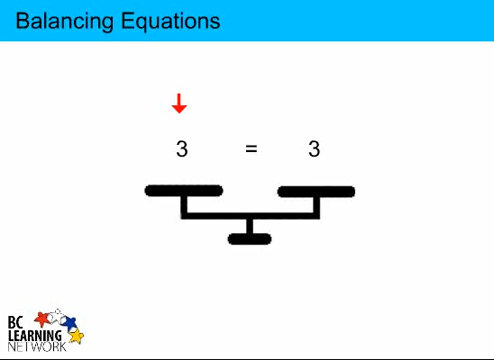 Balancing Equations
3 = 3
BC
LEARNING
NETWORK